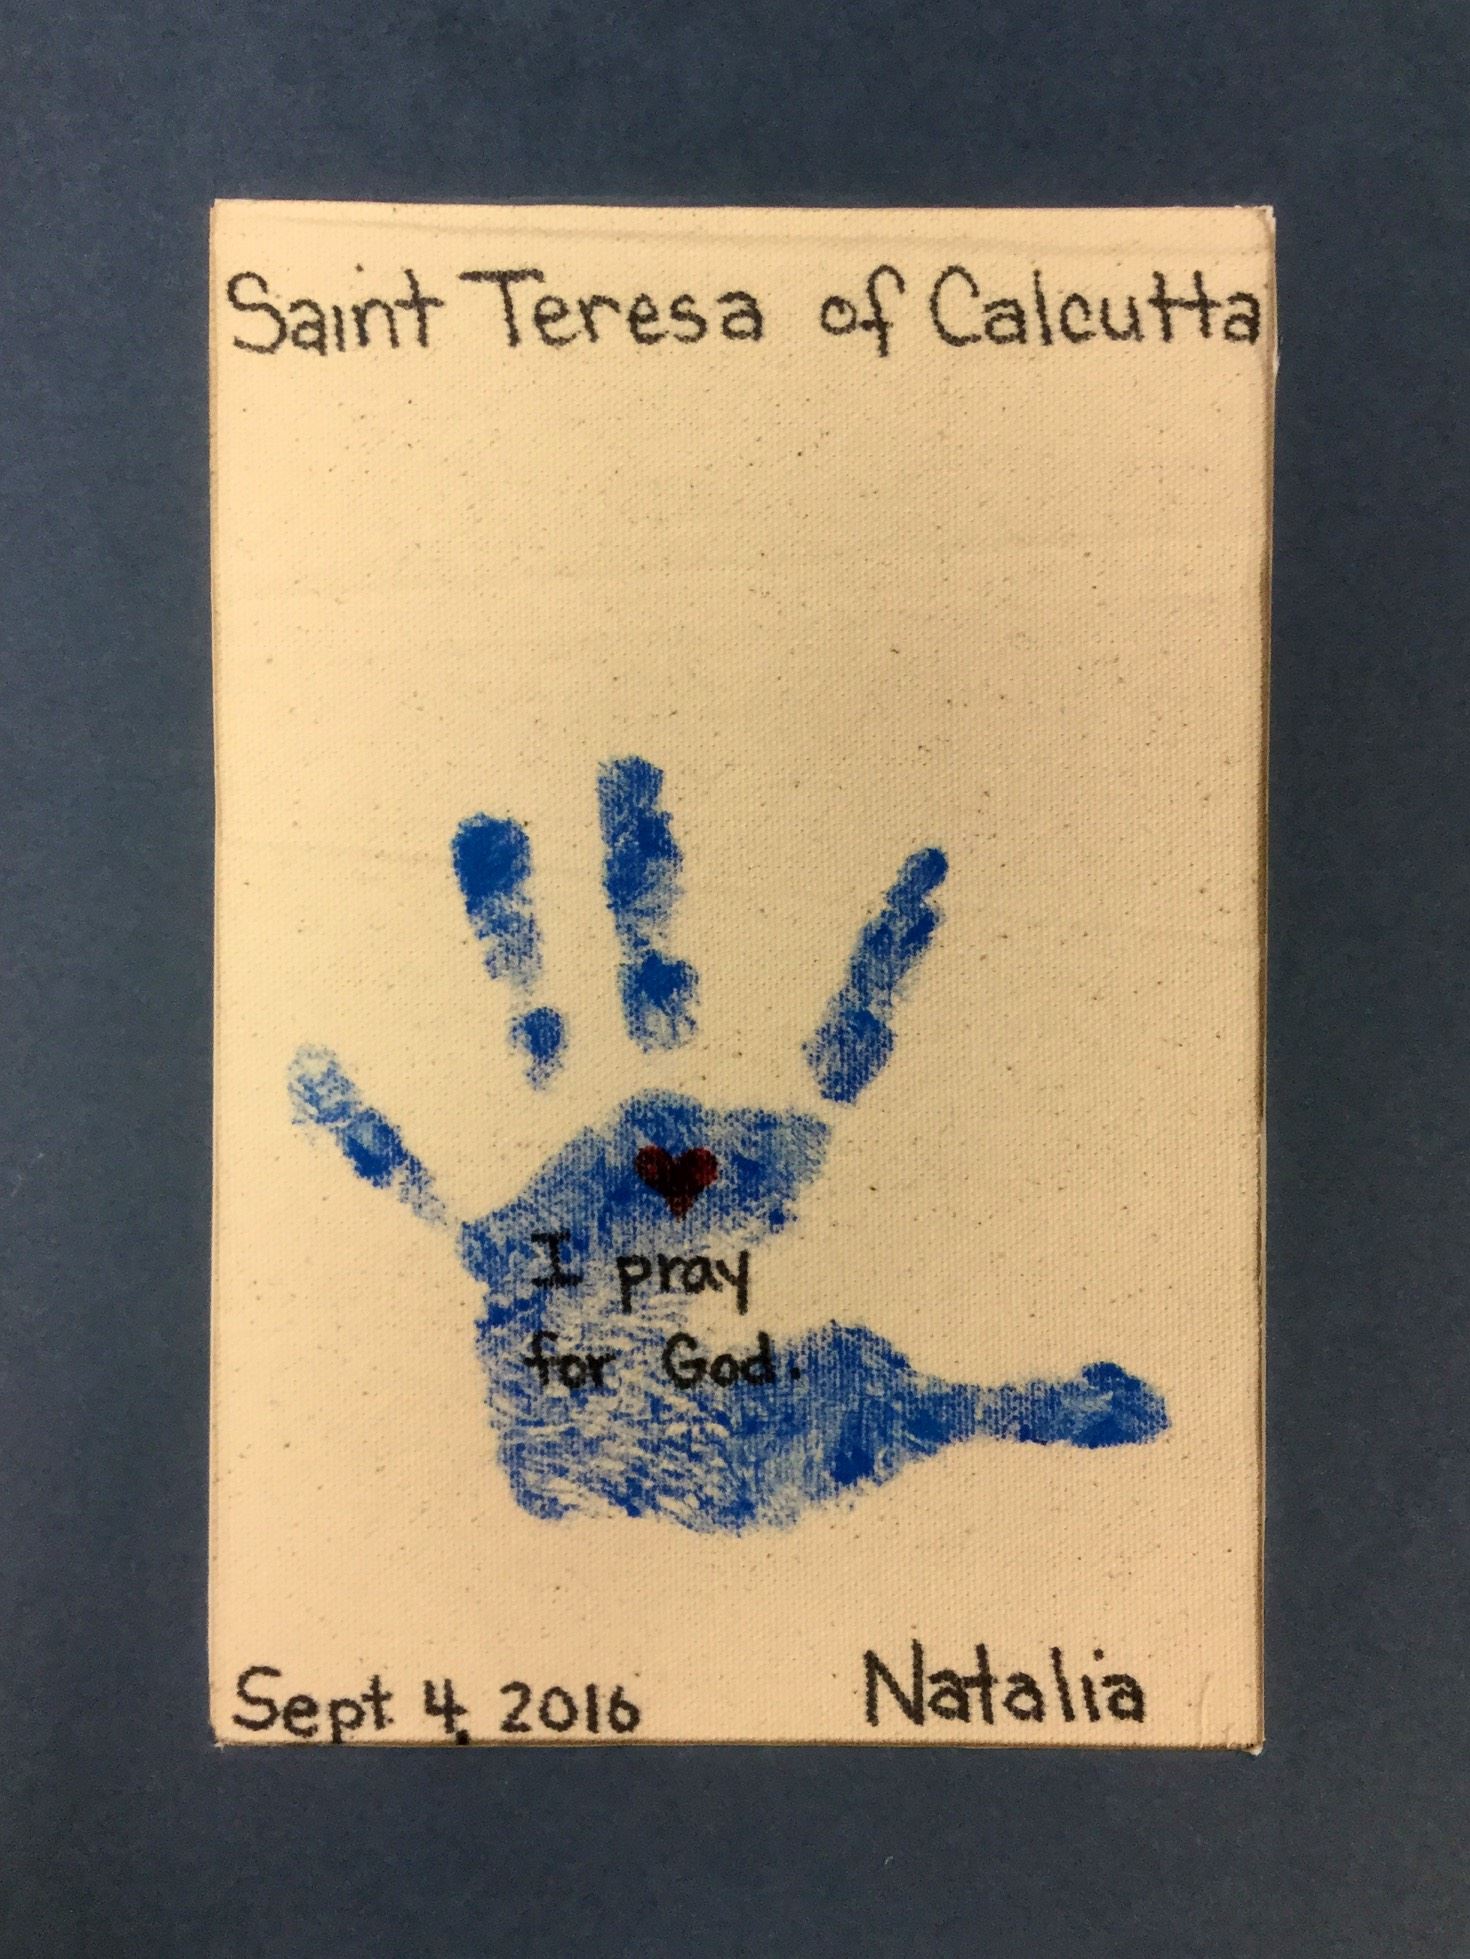 Saint Teresa of Calcutta
I pray
for God.
Sept 4, 2016 Natalia